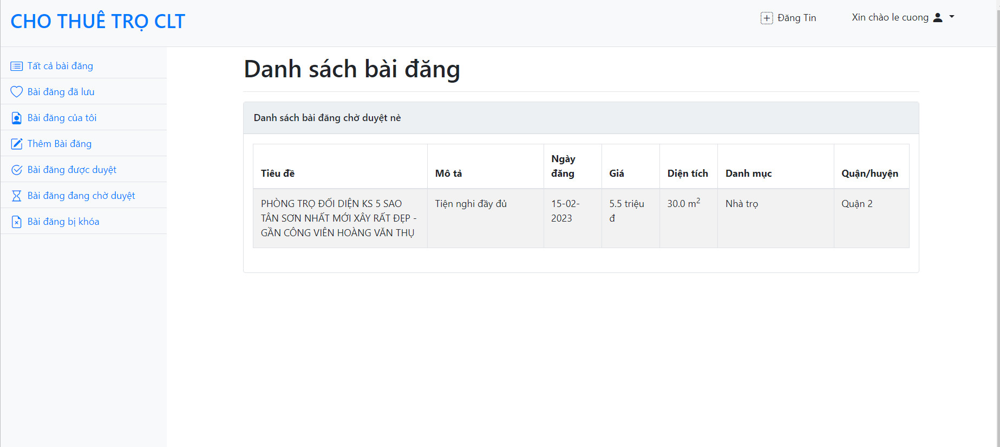 CHO THUÊ TRỌ CLT
Đăng Tin
Xin chào le cuong
Tất cả bài đăng
Bài đăng đã lưu
Bài đăng của tôi
Thêm Bài đăng
Bài đăng được duyệt
Bài đăng đang chờ duyệt
Bài đăng bị khóa
Danh sách bài đăng
Danh sách bài đăng chờ duyệt nè
Tiêu đề
Mô tả
Ngày
đăng
Giá
Diện tích
Danh mục
Quận/huyện
PHÒNG TRỌ ĐỐI DIỆN KS 5 SAO
TÂN SƠN NHẤT MỚI XÂY RẤT ĐẸP -
GẦN CÔNG VIÊN HOÀNG VĂN THỤ
Tiện nghi đầy đủ
15-02-
2023
5.5 triệu
đ
30.0 m²
Nhà trọ
Quận 2